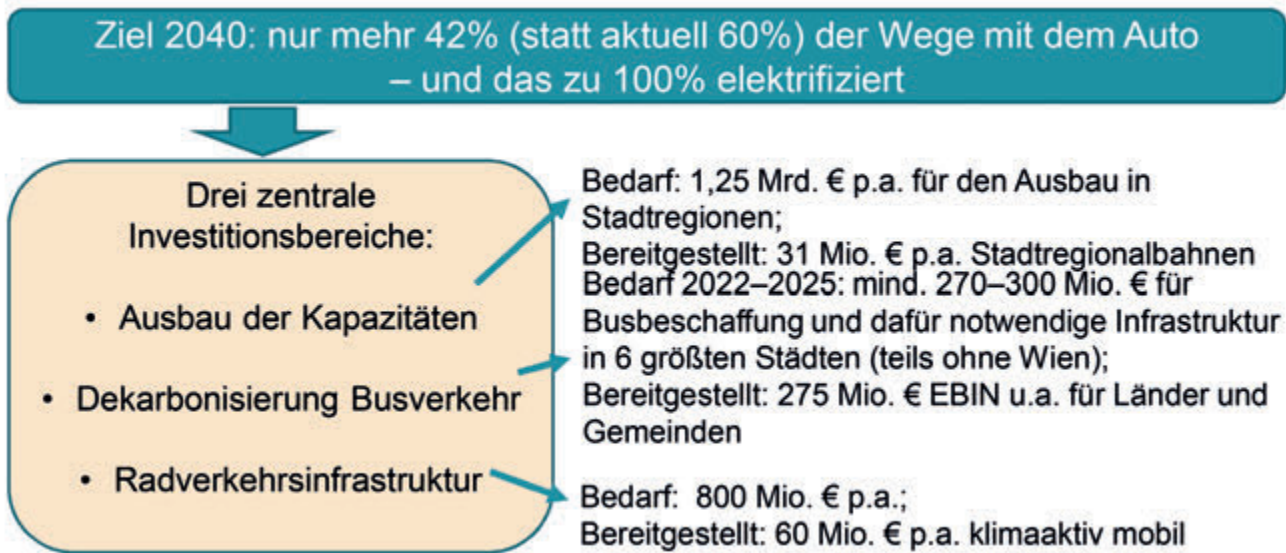 Ziel 2040: nur mehr 42% (statt aktuell 60%) der Wege mit dem Auto
– und das zu 100% elektrifiziert
Drei zentrale
Investitionsbereiche:
• Ausbau der Kapazitäten
• Dekarbonisierung Busverkehr
• Radverkehrsinfrastruktur
Bedarf: 1,25 Mrd. € p.a. für den Ausbau in
Stadtregionen;
Bereitgestellt: 31 Mio. € p.a. Stadtregionalbahnen
Bedarf 2022–2025: mind. 270–300 Mio. € für
Busbeschaffung und dafür notwendige Infrastruktur
in 6 größten Städten (teils ohne Wien);
Bereitgestellt: 275 Mio. € EBIN u.a. für Länder und
Gemeinden
Bedarf: 800 Mio. € p.a.;
Bereitgestellt: 60 Mio. € p.a. klimaaktiv mobil